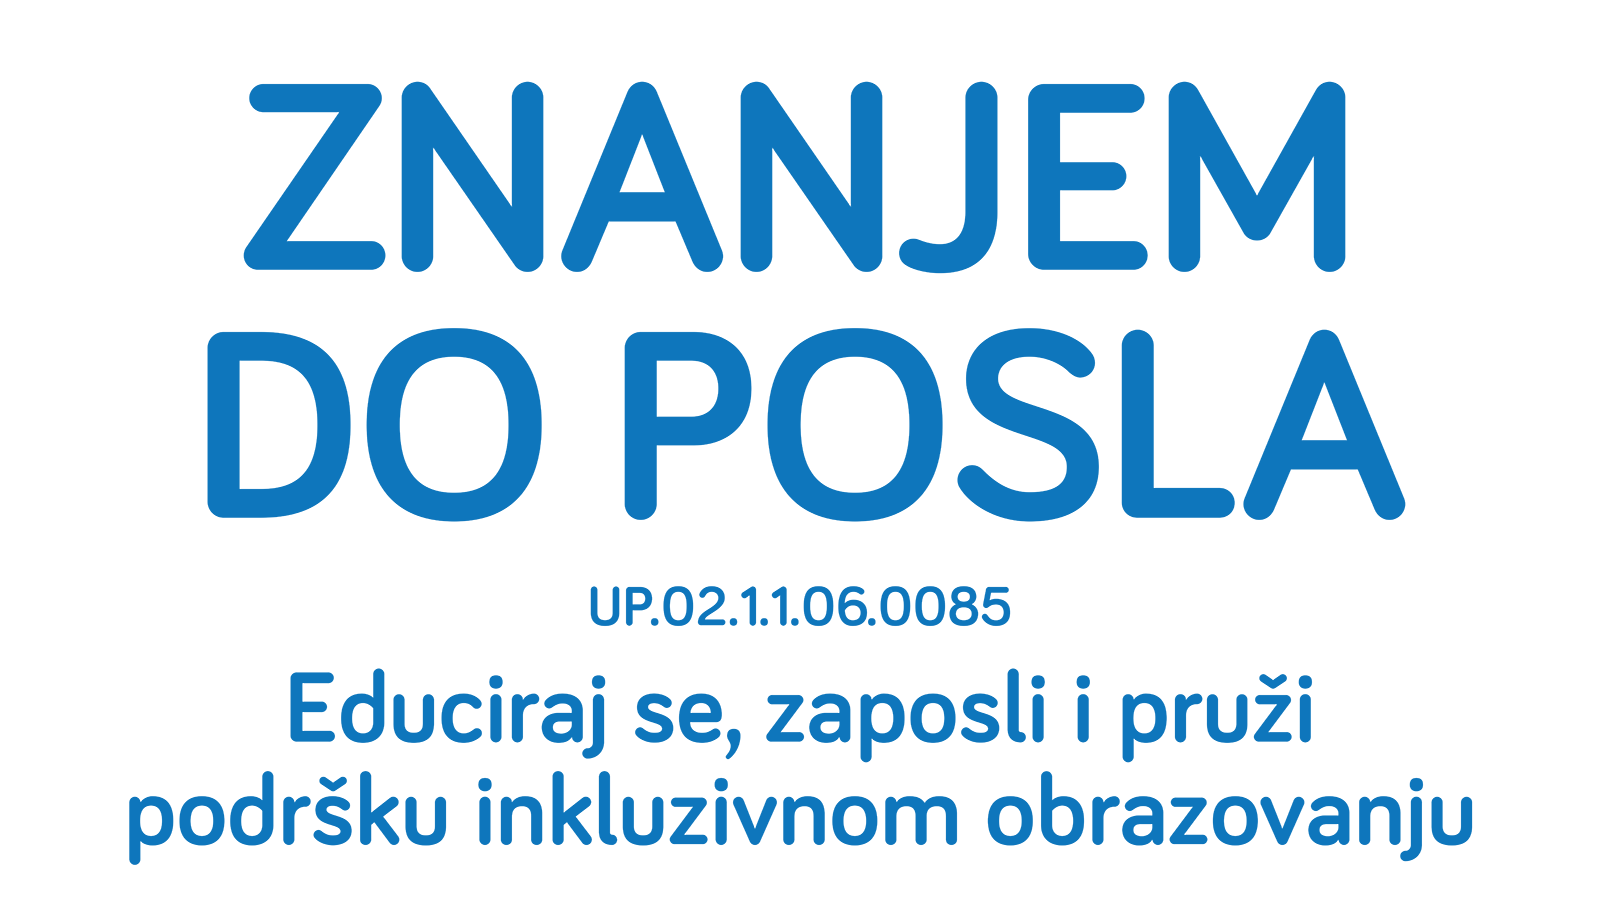 ZNANJEM
DO POSLA
UP.02.1.1.06.0085
Educiraj se, zaposli i pruži
podršku inkluzivnom obrazovanju